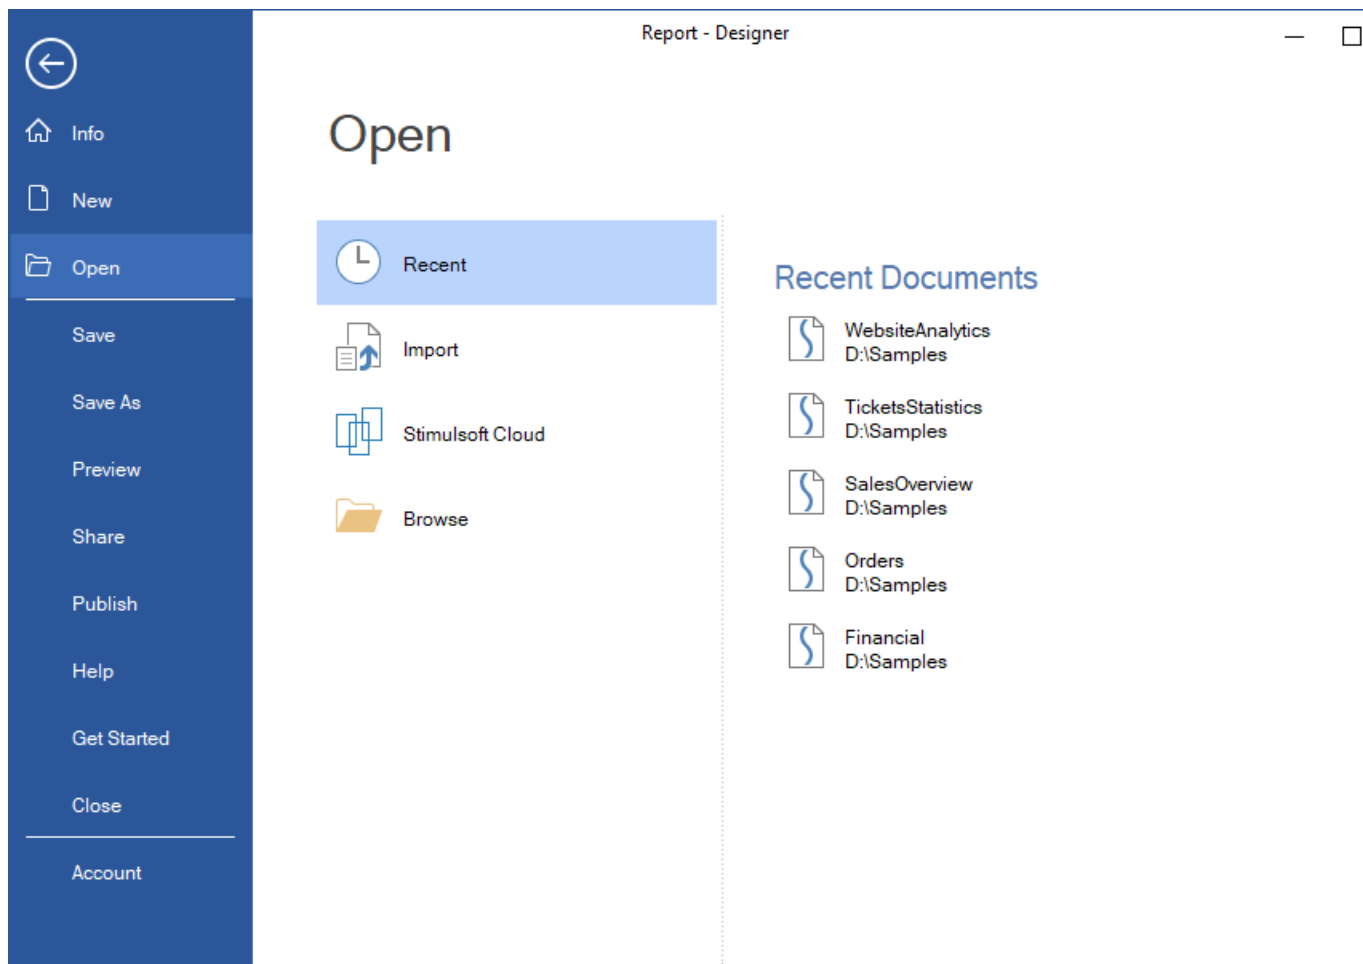 Report - Designer
Info
New
Open
Save
Save As
Preview
Share
Publish
Help
Get Started
Close
Account
Open
Recent
Import
Stimulsoft Cloud
Browse
Recent Documents
WebsiteAnalytics
D:\Samples
TicketsStatistics
D:\Samples
SalesOverview
D:\Samples
Orders
D:\Samples
Financial
D:\Samples